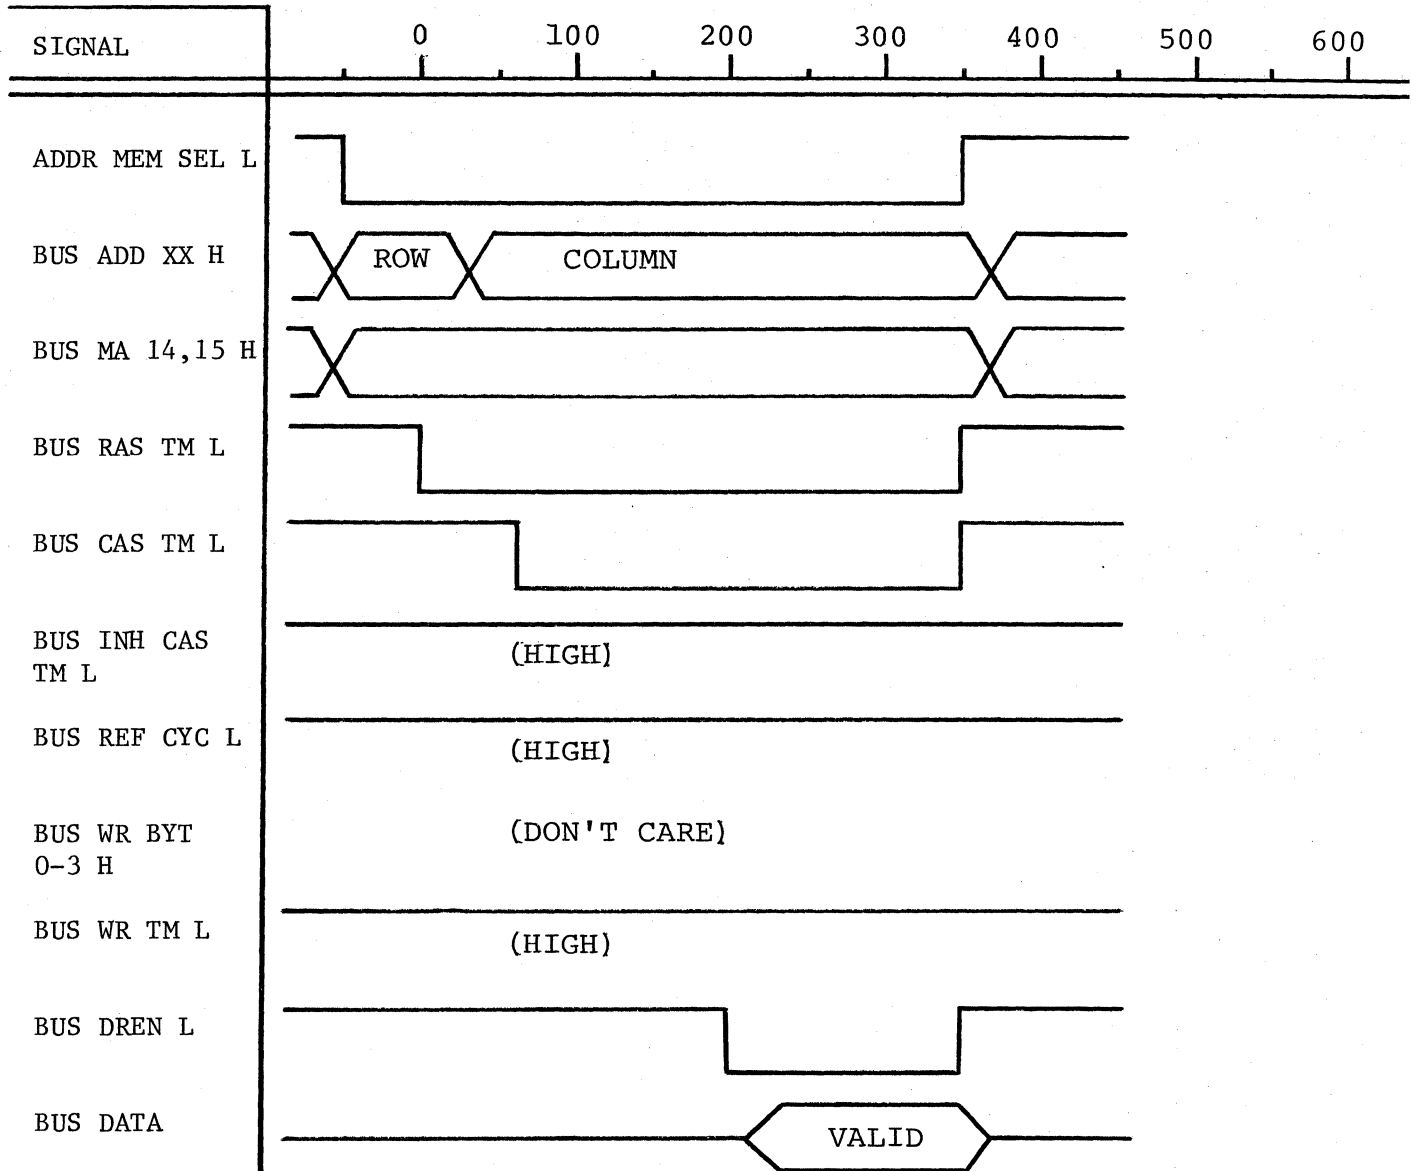 SIGNAL 0 100 200 300 400 500 600
ADDR MEM SEL L
BUS ADD XX H ROW COLUMN
BUS MA 14,15 H
BUS RAS TM L
BUS CAS TM L
BUS INH CAS
TM L
(HIGH)
BUS REF CYC L (HIGH)
BUS WR BYT
0-3 H
(DON'T CARE)
BUS WR TM L (HIGH)
BUS DREN L
BUS DATA VALID